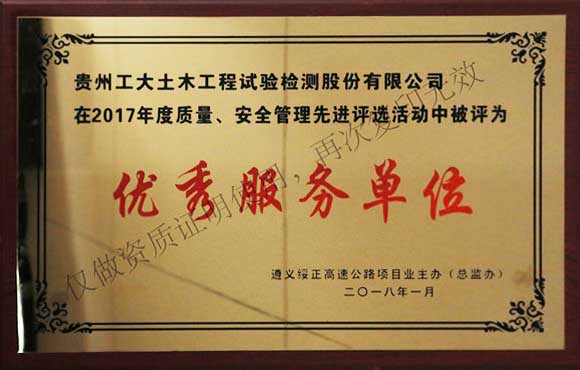 贵州工大土木工程试验检测股份有限公司
在2017年度质量、安全管理先进评选活动中被评为
优秀服务单位
遵义绥正高速公路项目业主办（总监办）
二〇一八年一月
仅做资质证明使用，再次复印无效